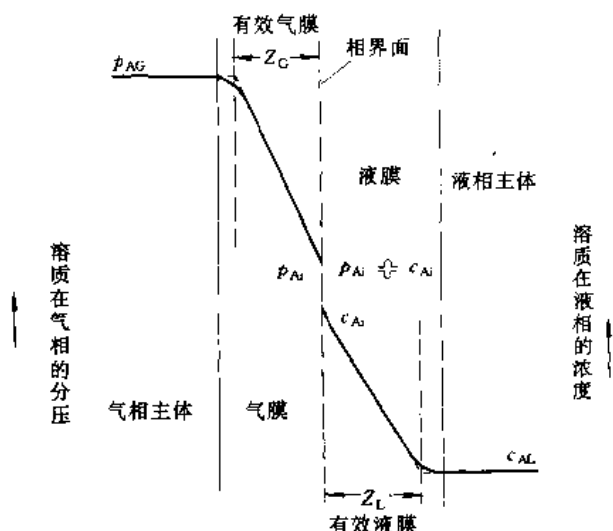 有效气膜
Z_G
相界面
p_AG
液膜
液相主体
p_Ai
p_Ai ⇔ c_Ai
c_Ai
溶质在气相的分压
溶质在液相的浓度
气相主体
气膜
c_AL
Z_L
有效液膜